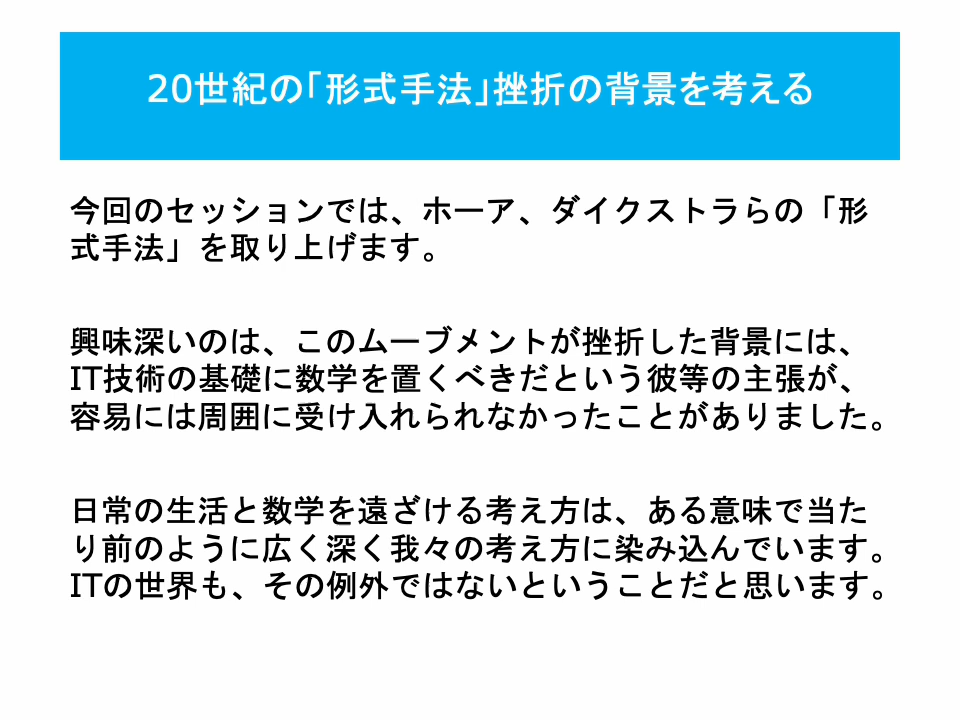 20世紀の「形式手法」挫折の背景を考える
今回のセッションでは、ホーア、ダイクストラらの「形
式手法」を取り上げます。
興味深いのは、このムーブメントが挫折した背景には、
IT技術の基礎に数学を置くべきだという彼等の主張が、
容易には周囲に受け入れられなかったことがありました。
日常の生活と数学を遠ざける考え方は、ある意味で当た
り前のように広く深く我々の考え方に染み込んでいます。
ITの世界も、その例外ではないということだと思います。